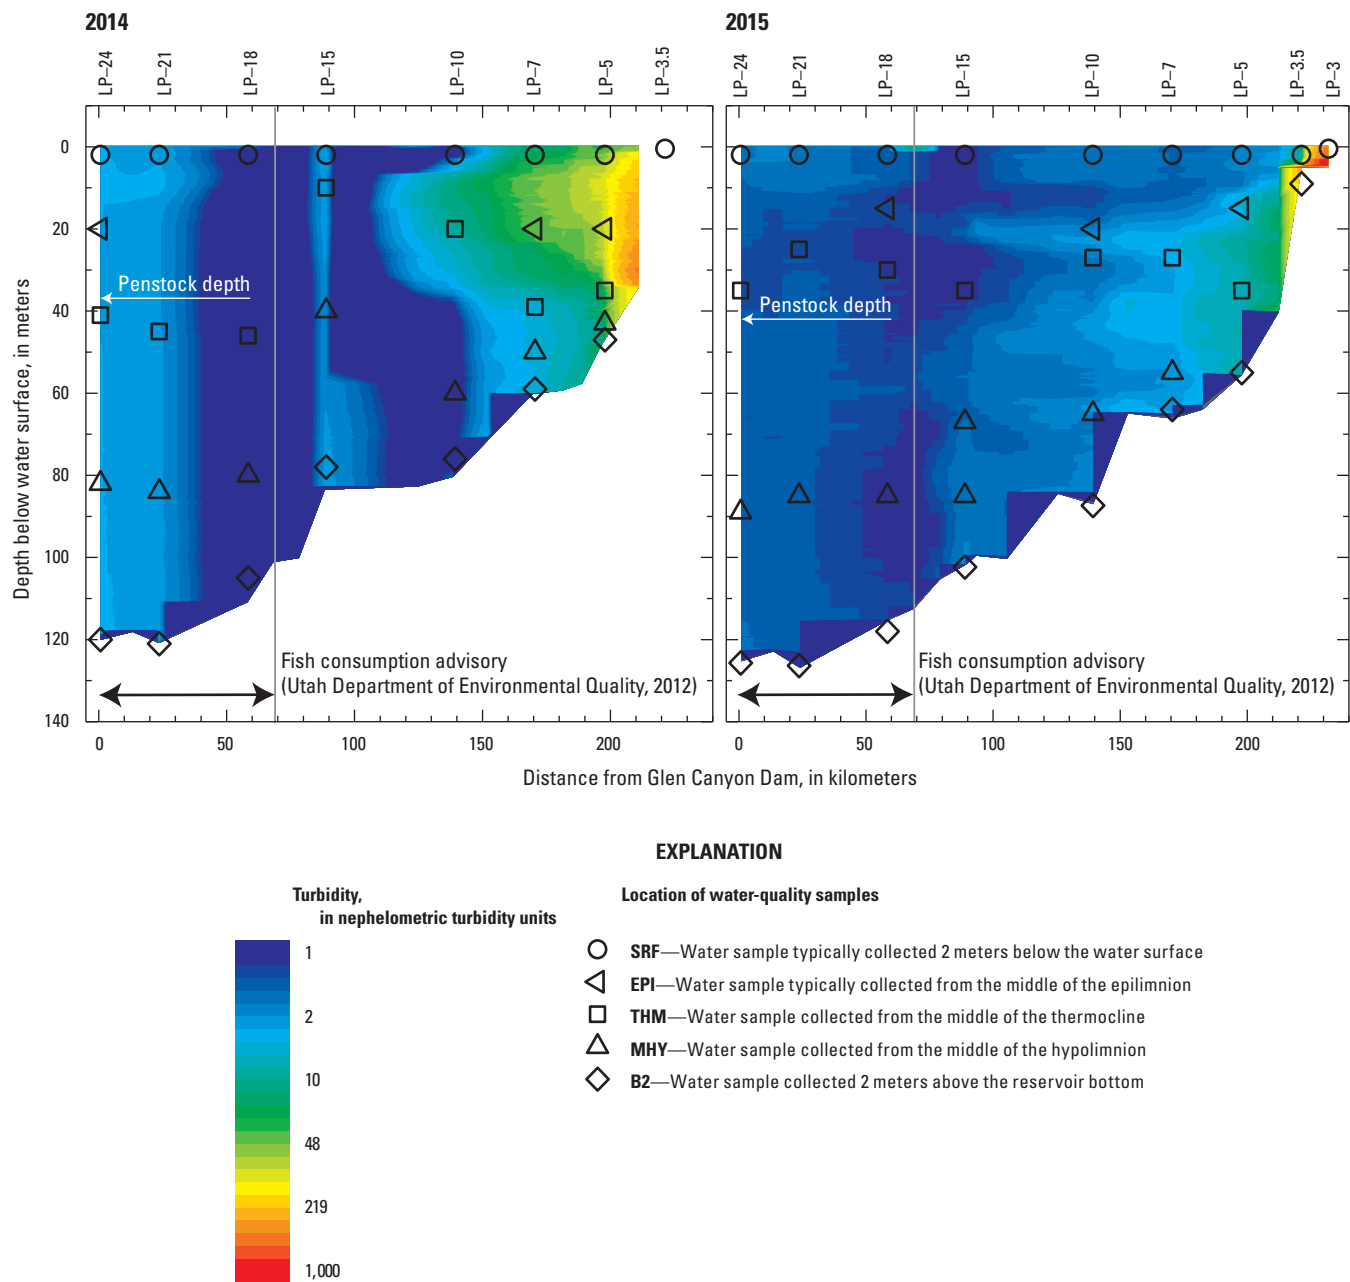 2014
2015
LP–24
LP–21
LP–18
LP–15
LP–10
LP–7
LP–5
LP–3.5
LP–24
LP–21
LP–18
LP–15
LP–10
LP–7
LP–5
LP–3.5
LP–3
Depth below water surface, in meters
0
20
40
60
80
100
120
140
Penstock depth
Penstock depth
Fish consumption advisory
(Utah Department of Environmental Quality, 2012)
Fish consumption advisory
(Utah Department of Environmental Quality, 2012)
0 50 100 150 200
0 50 100 150 200
Distance from Glen Canyon Dam, in kilometers
EXPLANATION
Turbidity,
in nephelometric turbidity units
1
2
10
48
219
1,000
Location of water-quality samples
SRF—Water sample typically collected 2 meters below the water surface
EPI—Water sample typically collected from the middle of the epilimnion
THM—Water sample collected from the middle of the thermocline
MHY—Water sample collected from the middle of the hypolimnion
B2—Water sample collected 2 meters above the reservoir bottom